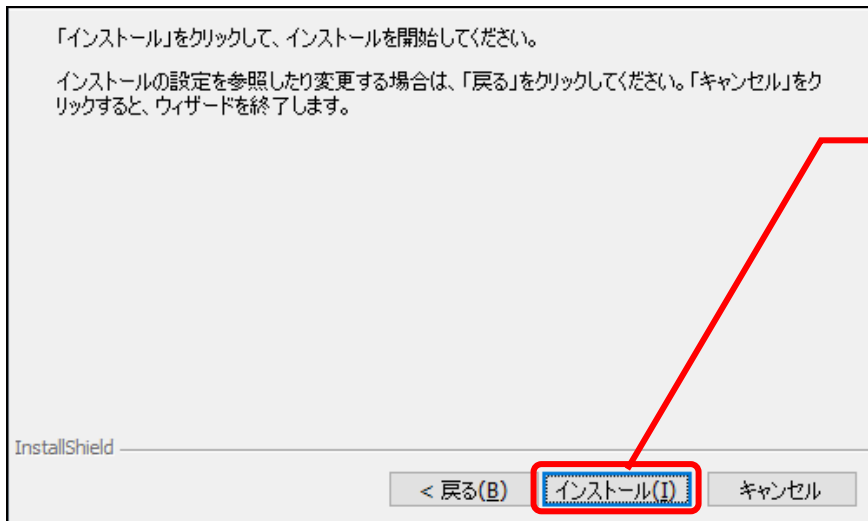 「インストール」をクリックして、インストールを開始してください。
インストールの設定を参照したり変更する場合は、「戻る」をクリックしてください。「キャンセル」をク
リックすると、ウィザードを終了します。
InstallShield
< 戻る(B)
インストール(I)
キャンセル